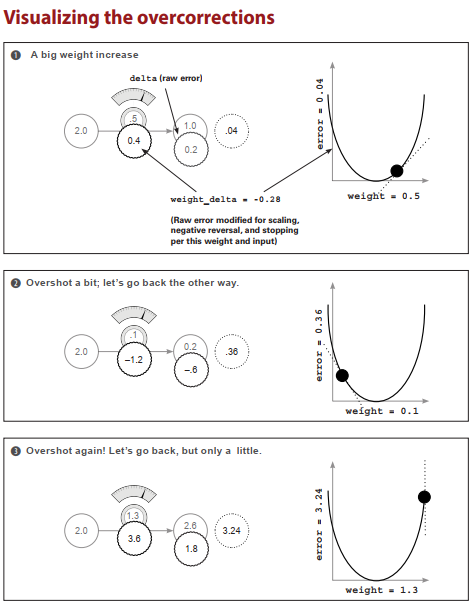 Visualizing the overcorrections
1 A big weight increase
delta (raw error)
2.0
.5
0.4
1.0
0.2
.04
error = 0.04
weight = 0.5
weight_delta = -0.28
(Raw error modified for scaling,
negative reversal, and stopping
per this weight and input)
2 Overshot a bit; let's go back the other way.
2.0
.1
–1.2
0.2
–.6
.36
error = 0.36
weight = 0.1
3 Overshot again! Let's go back, but only a little.
2.0
1.3
3.6
2.6
1.8
3.24
error = 3.24
weight = 1.3